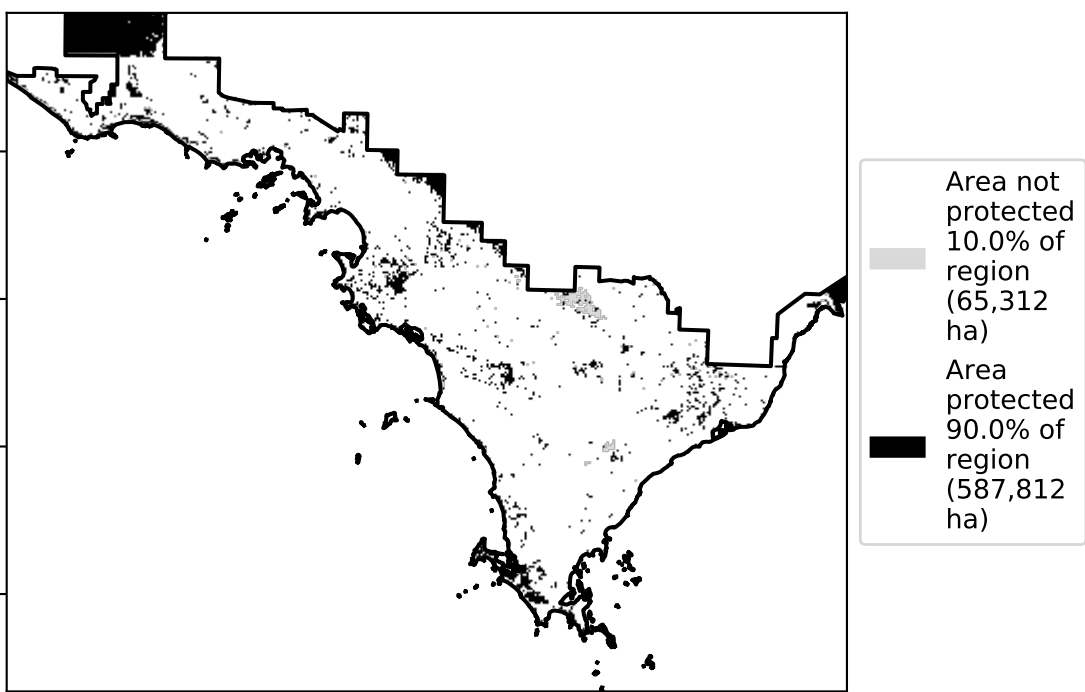 Area not
protected
10.0% of
region
(65,312
ha)
Area
protected
90.0% of
region
(587,812
ha)